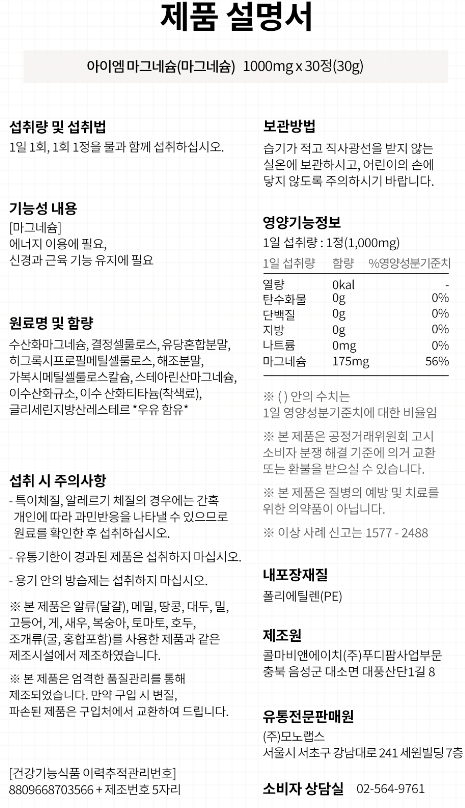 제품 설명서
아이엠 마그네슘(마그네슘) 1000mg x 30정(30g)
섭취량 및 섭취법
1일 1회, 1회 1정을 물과 함께 섭취하십시오.
기능성 내용
[마그네슘]
에너지 이용에 필요,
신경과 근육 기능 유지에 필요
원료명 및 함량
수산화마그네슘, 결정셀룰로스, 유당혼합분말,
히그록시프로필메틸셀룰로스, 해조분말,
가복시메틸셀룰로스칼슘, 스테아린산마그네슘,
이수산화규소, 이수 산화티타늄(착색료),
글리세린지방산레스테르 *우유 함유*
섭취 시 주의사항
- 특이체질, 알레르기 체질의 경우에는 간혹
개인에 따라 과민반응을 나타낼 수 있으므로
원료를 확인한 후 섭취하십시오.
- 유통기한이 경과된 제품은 섭취하지 마십시오.
- 용기 안의 방습제는 섭취하지 마십시오.
※ 본 제품은 알류(달걀), 메밀, 땅콩, 대두, 밀,
고등어, 게, 새우, 복숭아, 토마토, 호두,
조개류(굴, 홍합포함)를 사용한 제품과 같은
제조시설에서 제조하였습니다.
※ 본 제품은 엄격한 품질관리를 통해
제조되었습니다. 만약 구입 시 변질,
파손된 제품은 구입처에서 교환하여 드립니다.
[건강기능식품 이력추적관리번호]
8809668703566 + 제조번호 5자리
보관방법
습기가 적고 직사광선을 받지 않는
실온에 보관하시고, 어린이의 손에
닿지 않도록 주의하시기 바랍니다.
영양기능정보
1일 섭취량 : 1정(1,000mg)
1일 섭취량 함량 %영양성분기준치
열량 0kal -
탄수화물 0g 0%
단백질 0g 0%
지방 0g 0%
나트륨 0mg 0%
마그네슘 175mg 56%
※ ( ) 안의 수치는
1일 영양성분기준치에 대한 비율임
※ 본 제품은 공정거래위원회 고시
소비자 분쟁 해결 기준에 의거 교환
또는 환불을 받으실 수 있습니다.
※ 본 제품은 질병의 예방 및 치료를
위한 의약품이 아닙니다.
※ 이상 사례 신고는 1577 - 2488
내포장재질
폴리에틸렌(PE)
제조원
콜마비앤에이치(주)푸디팜사업부문
충북 음성군 대소면 대풍산단1길 8
유통전문판매원
(주)모노랩스
서울시 서초구 강남대로 241 세원빌딩 7층
소비자 상담실 02-564-9761